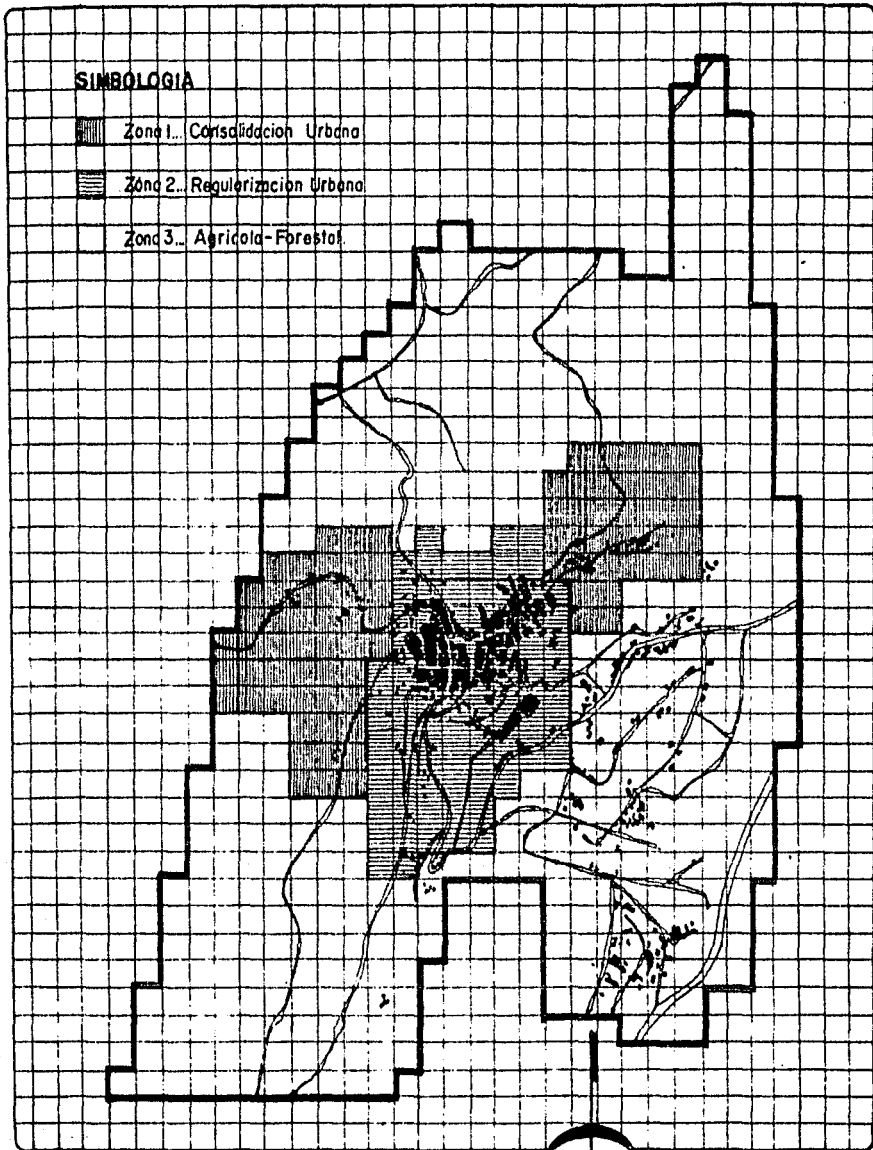 SIMBOLOGIA
Zona 1... Consolidacion Urbana
Zona 2... Regularizacion Urbana
Zona 3... Agricola-Forestal.